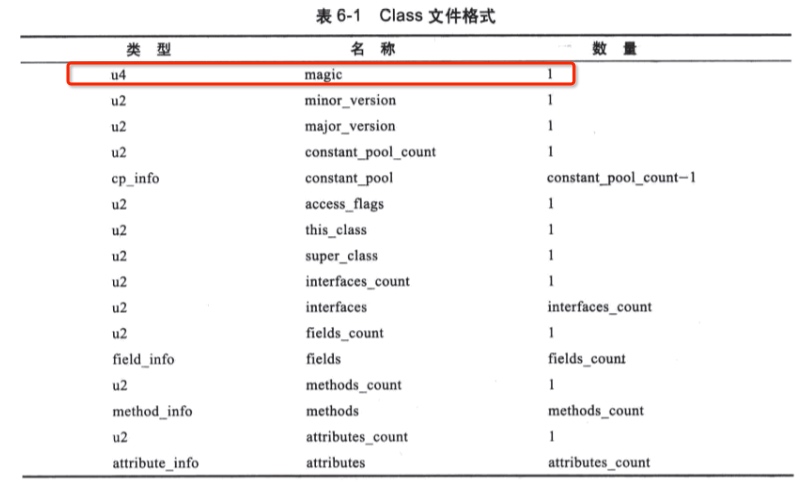 表 6-1 Class 文件格式
类 型 名 称 数 量
u4 magic 1
u2 minor_version 1
u2 major_version 1
u2 constant_pool_count 1
cp_info constant_pool constant_pool_count−1
u2 access_flags 1
u2 this_class 1
u2 super_class 1
u2 interfaces_count 1
u2 interfaces interfaces_count
u2 fields_count 1
field_info fields fields_count
u2 methods_count 1
method_info methods methods_count
u2 attributes_count 1
attribute_info attributes attributes_count